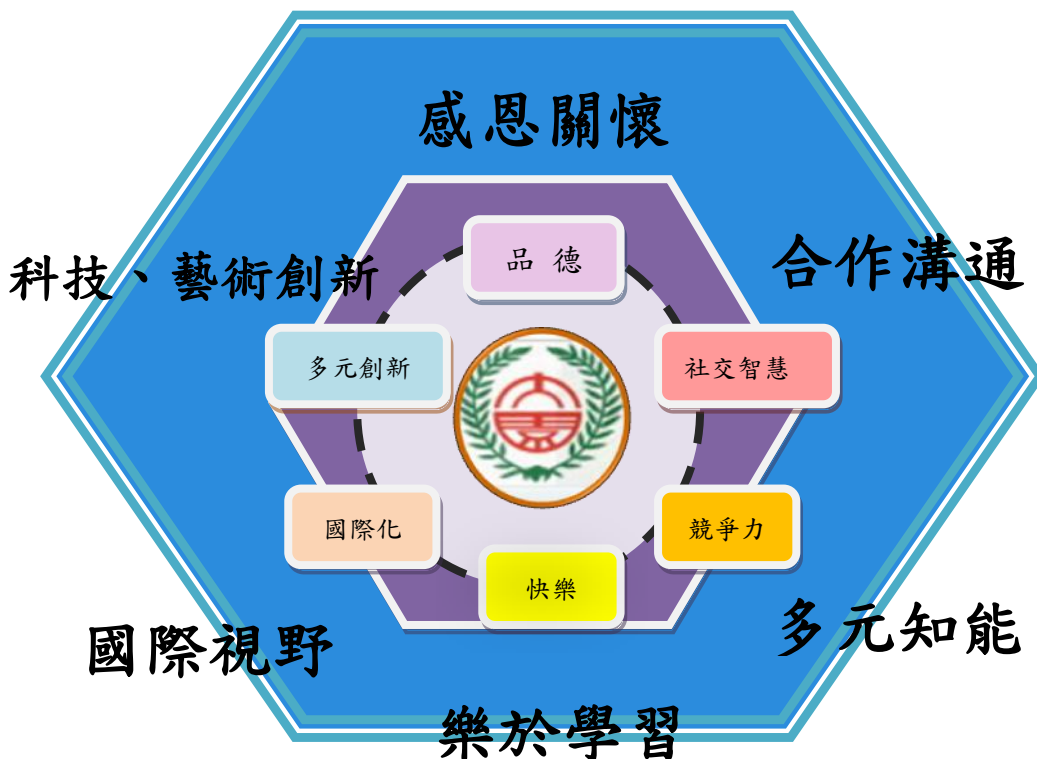 感恩關懷
科技、藝術創新
合作溝通
品 德
多元創新
社交智慧
國際化
競爭力
快樂
國際視野
多元知能
樂於學習